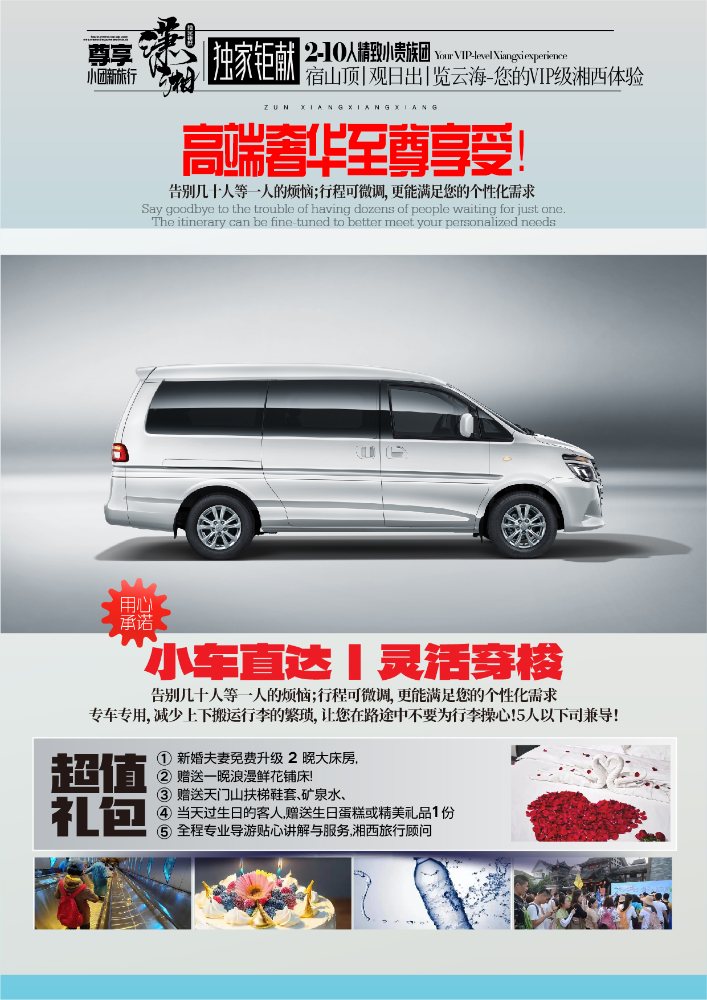 尊享
小团新旅行
潇湘
独家钜献
独家钜献
2-10人精致小贵族团 Your VIP-level Xiangxi experience
宿山顶|观日出|览云海-您的VIP级湘西体验
ZUN XIANGXIANGXIANG
高端奢华至尊享受!
告别几十人等一人的烦恼;行程可微调,更能满足您的个性化需求
Say goodbye to the trouble of having dozens of people waiting for just one.
The itinerary can be fine-tuned to better meet your personalized needs
用心
承诺
小车直达丨灵活穿梭
告别几十人等一人的烦恼;行程可微调,更能满足您的个性化需求
专车专用,减少上下搬运行李的繁琐,让您在路途中不要为行李操心!5人以下司兼导!
超值
礼包
① 新婚夫妻免费升级 2 晚大床房,
② 赠送一晚浪漫鲜花铺床!
③ 赠送天门山扶梯鞋套、矿泉水、
④ 当天过生日的客人,赠送生日蛋糕或精美礼品1份
⑤ 全程专业导游贴心讲解与服务,湘西旅行顾问